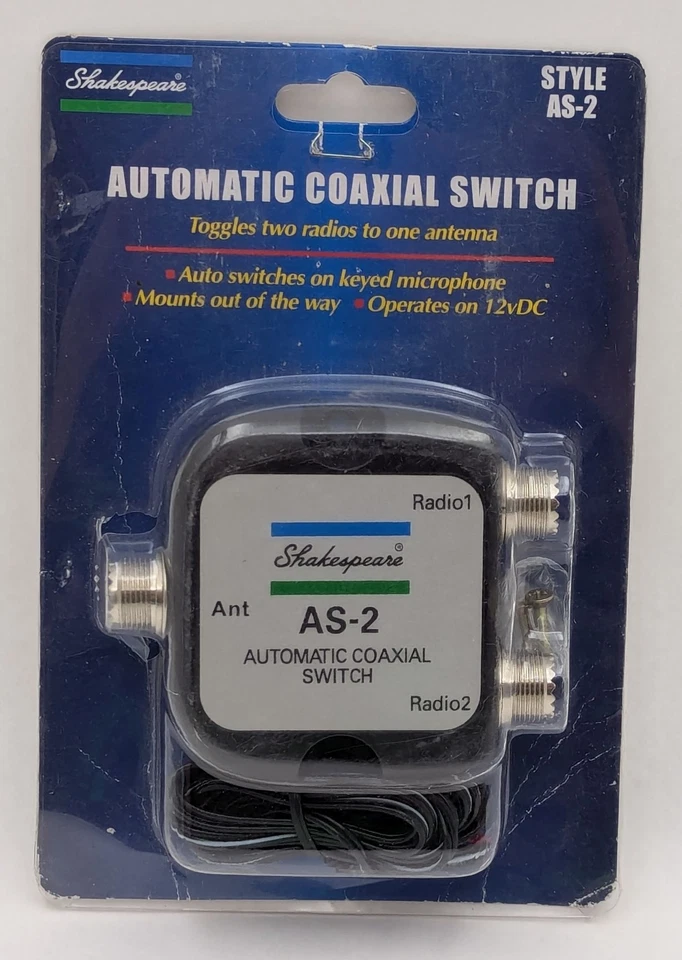 Shakespeare®
STYLE
AS-2
AUTOMATIC COAXIAL SWITCH
Toggles two radios to one antenna
Auto switches on keyed microphone
Mounts out of the way ▪ Operates on 12vDC
Radio1
Shakespeare®
Ant
AS-2
AUTOMATIC COAXIAL
SWITCH
Radio2